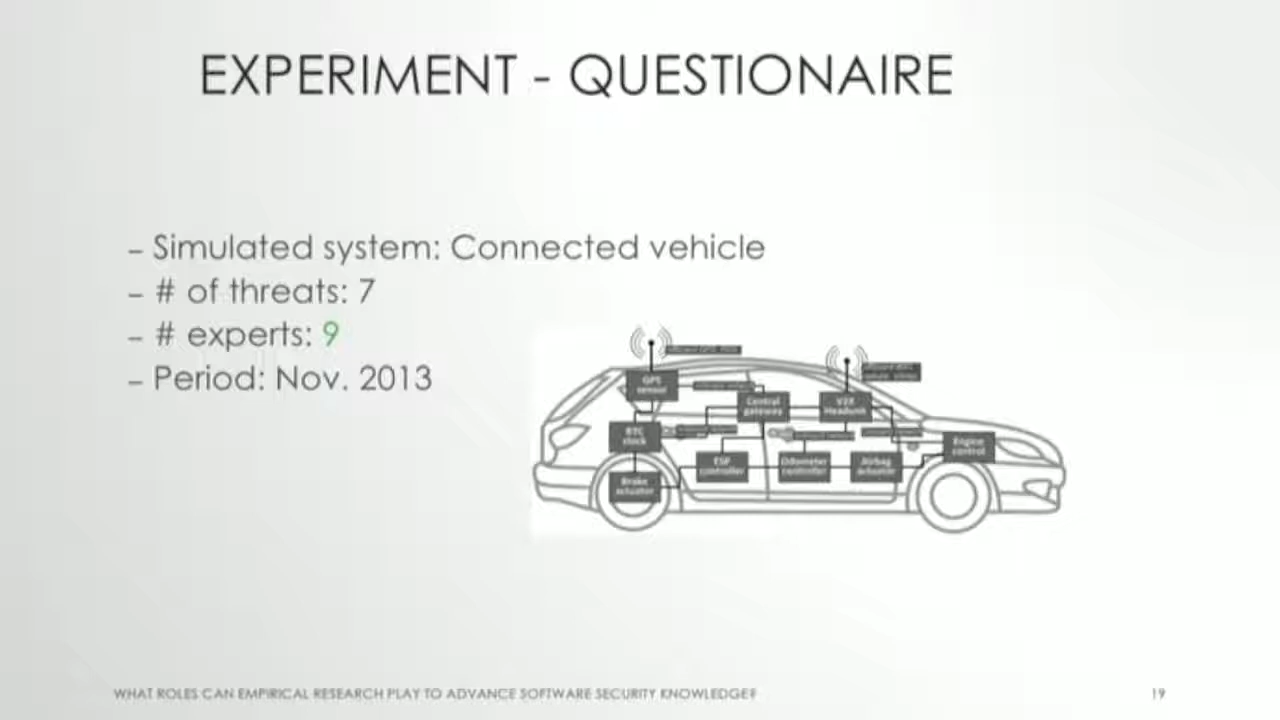 EXPERIMENT - QUESTIONAIRE
– Simulated system: Connected vehicle
– # of threats: 7
– # experts: 9
– Period: Nov. 2013
GPS
sensor
Central
gateway
V2X
Headunit
RTC
clock
Engine
control
ESP
controller
Odometer
controller
Airbag
actuator
Brake
actuator
WHAT ROLES CAN EMPIRICAL RESEARCH PLAY TO ADVANCE SOFTWARE SECURITY KNOWLEDGE?
19